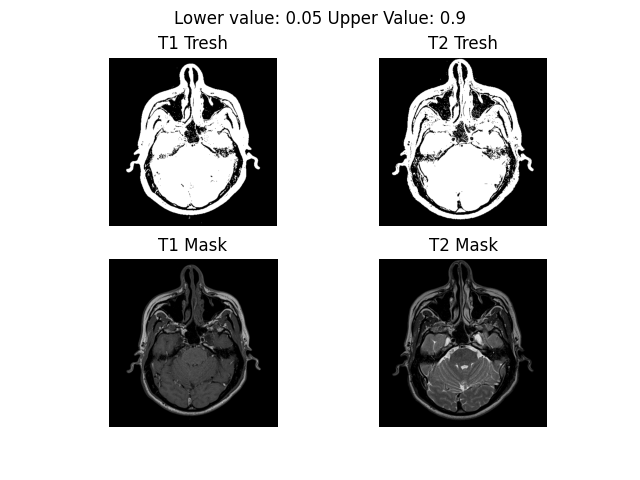 Lower value: 0.05 Upper Value: 0.9
T1 Tresh
T2 Tresh
T1 Mask
T2 Mask